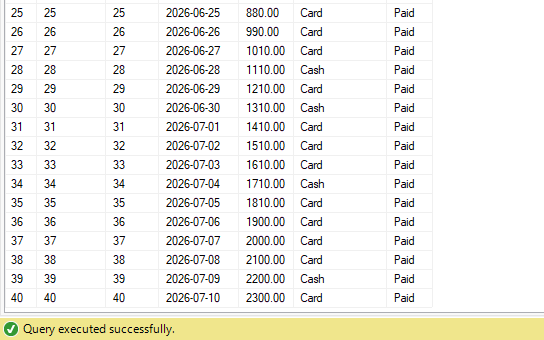 25 25 25 2026-06-25 880.00 Card Paid
26 26 26 2026-06-26 990.00 Card Paid
27 27 27 2026-06-27 1010.00 Card Paid
28 28 28 2026-06-28 1110.00 Cash Paid
29 29 29 2026-06-29 1210.00 Card Paid
30 30 30 2026-06-30 1310.00 Cash Paid
31 31 31 2026-07-01 1410.00 Card Paid
32 32 32 2026-07-02 1510.00 Card Paid
33 33 33 2026-07-03 1610.00 Card Paid
34 34 34 2026-07-04 1710.00 Cash Paid
35 35 35 2026-07-05 1810.00 Card Paid
36 36 36 2026-07-06 1900.00 Card Paid
37 37 37 2026-07-07 2000.00 Card Paid
38 38 38 2026-07-08 2100.00 Card Paid
39 39 39 2026-07-09 2200.00 Cash Paid
40 40 40 2026-07-10 2300.00 Card Paid
Query executed successfully.